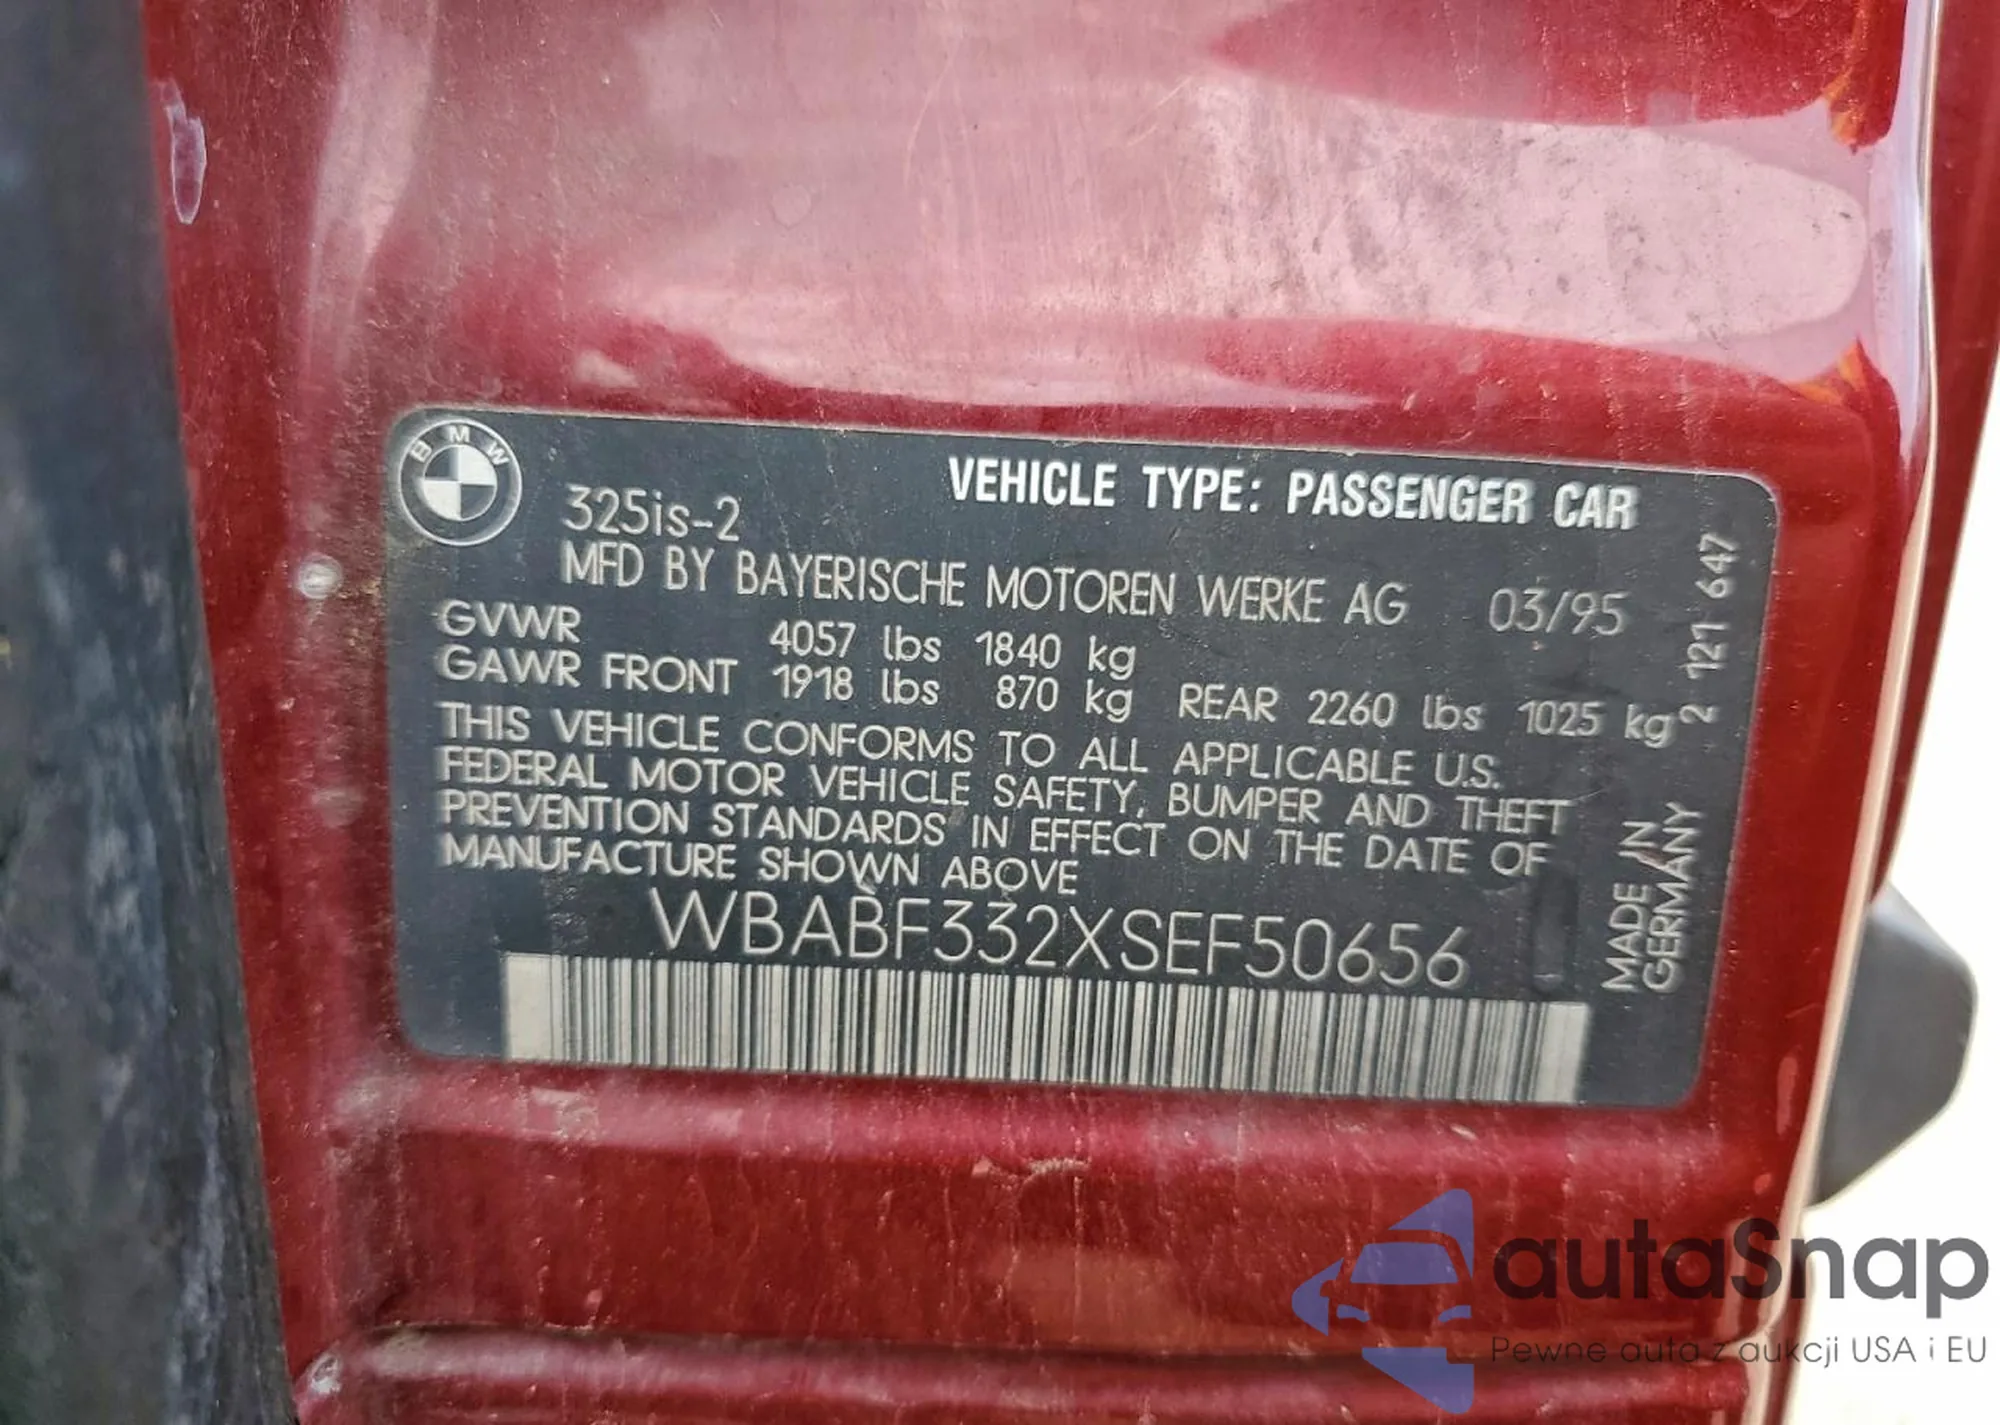 BMW
325is-2
VEHICLE TYPE: PASSENGER CAR
MFD BY BAYERISCHE MOTOREN WERKE AG 03/95
GVWR 4057 lbs 1840 kg
GAWR FRONT 1918 lbs 870 kg REAR 2260 lbs 1025 kg
THIS VEHICLE CONFORMS TO ALL APPLICABLE U.S.
FEDERAL MOTOR VEHICLE SAFETY, BUMPER AND THEFT
PREVENTION STANDARDS IN EFFECT ON THE DATE OF
MANUFACTURE SHOWN ABOVE
WBABF332XSEF50656
2 121 647
MADE IN
GERMANY
autaSnap
Pewne auta z aukcji USA i EU